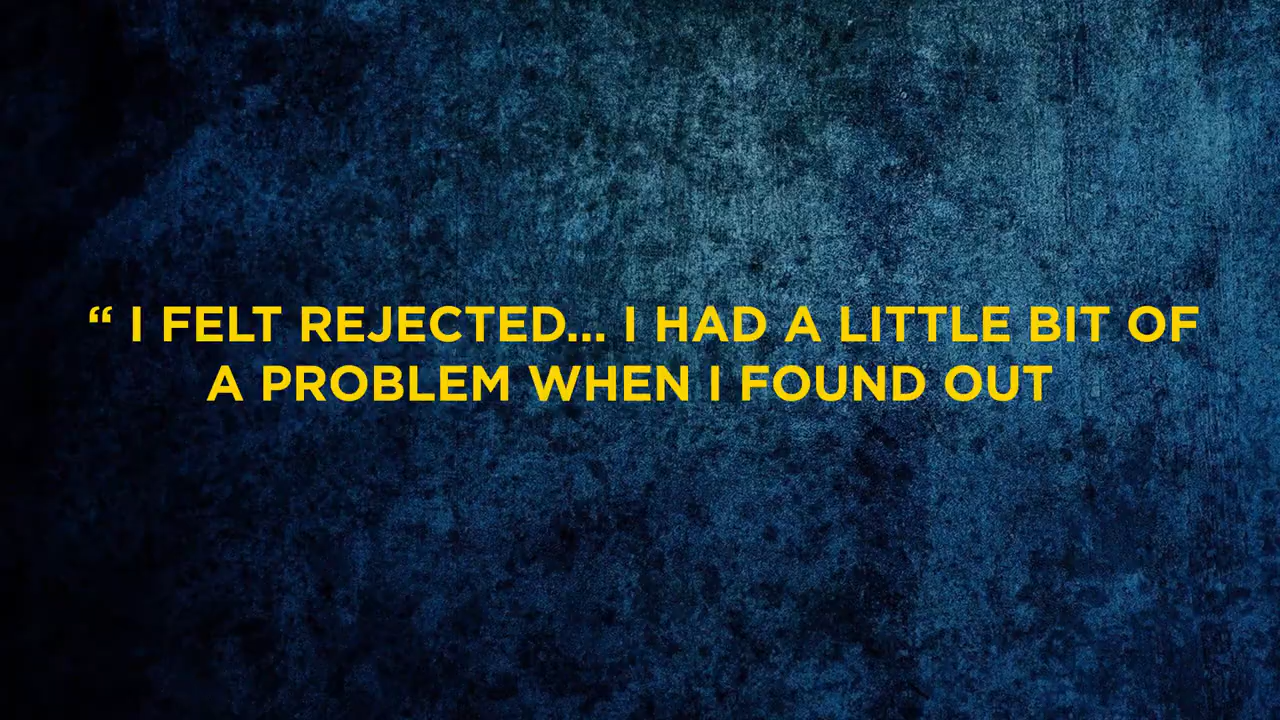 “ I FELT REJECTED... I HAD A LITTLE BIT OF
A PROBLEM WHEN I FOUND OUT